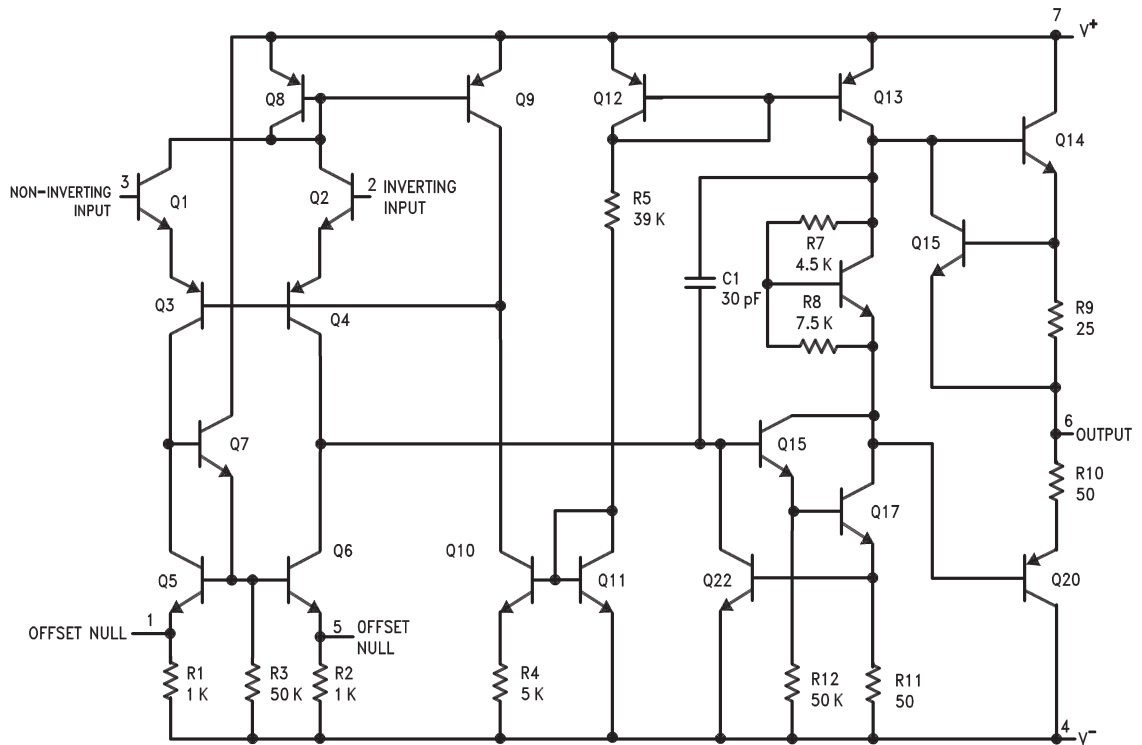 7
V+
Q8
Q9
Q12
Q13
Q14
3
NON-INVERTING
INPUT
Q1
Q2
2
INVERTING
INPUT
R5
39 K
R7
4.5 K
Q15
Q3
Q4
C1
30 pF
R8
7.5 K
R9
25
Q7
Q15
6
OUTPUT
R10
50
Q17
Q5
Q6
Q10
Q11
Q22
Q20
1
OFFSET NULL
5
OFFSET
NULL
R1
1 K
R3
50 K
R2
1 K
R4
5 K
R12
50 K
R11
50
4
V-